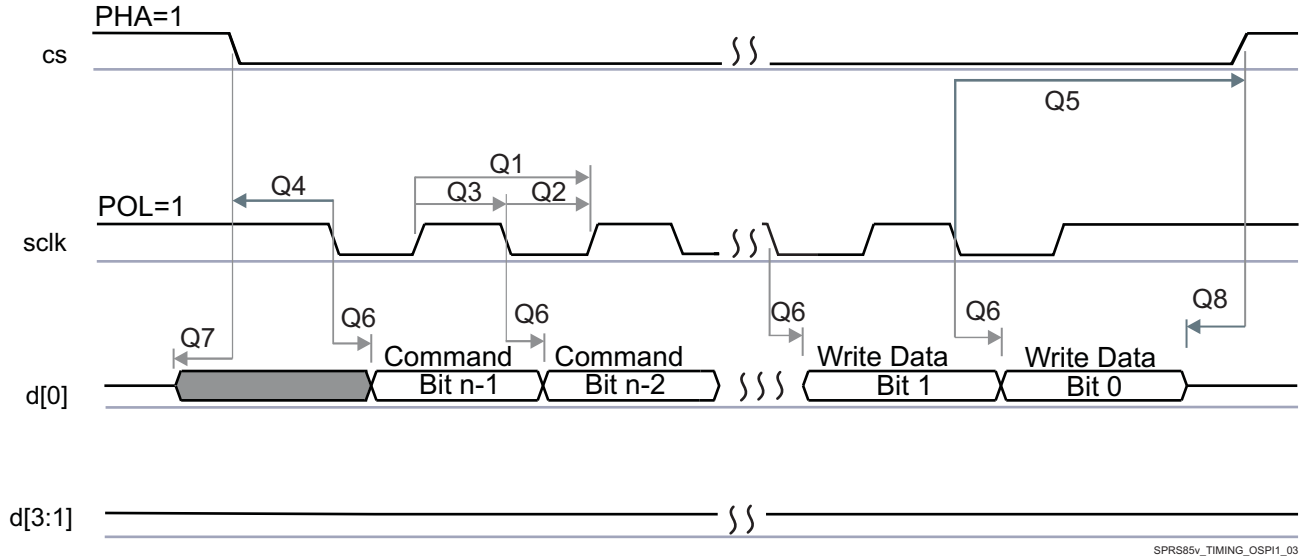 PHA=1
cs
Q5
Q1
Q4
Q3
Q2
POL=1
sclk
Q7
Q6
Q6
Q6
Q6
Q8
Command
Command
Write Data
Write Data
d[0]
Bit n-1
Bit n-2
Bit 1
Bit 0
d[3:1]
SPRS85v_TIMING_OSPI1_03